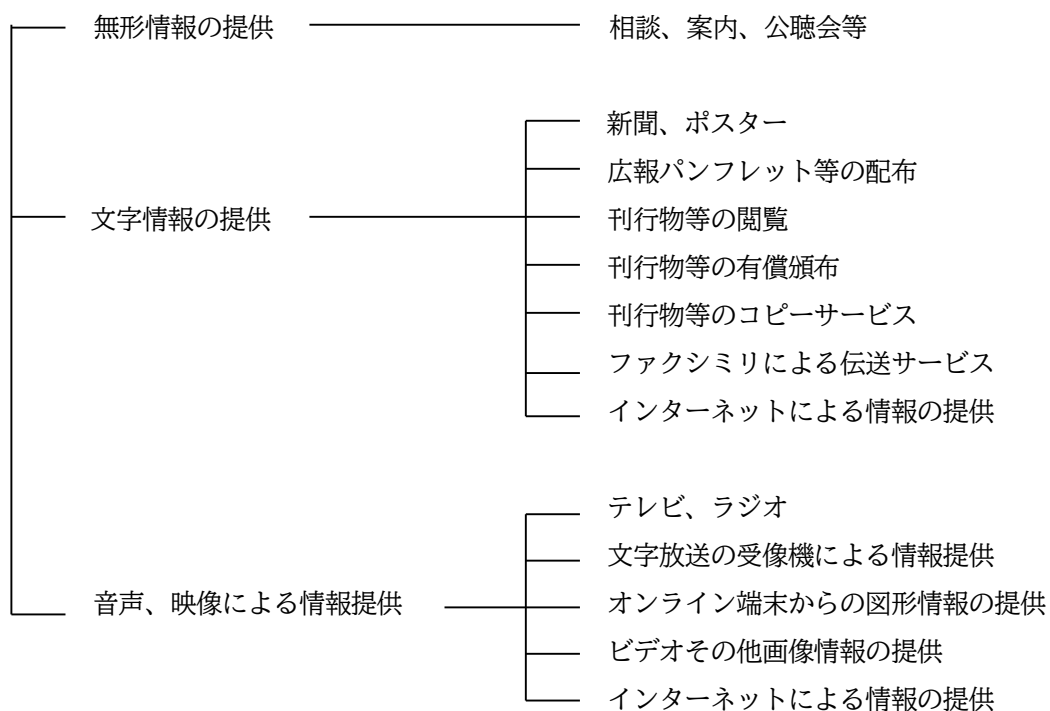 無形情報の提供
相談、案内、公聴会等
文字情報の提供
新聞、ポスター
広報パンフレット等の配布
刊行物等の閲覧
刊行物等の有償頒布
刊行物等のコピーサービス
ファクシミリによる伝送サービス
インターネットによる情報の提供
音声、映像による情報提供
テレビ、ラジオ
文字放送の受像機による情報提供
オンライン端末からの図形情報の提供
ビデオその他画像情報の提供
インターネットによる情報の提供